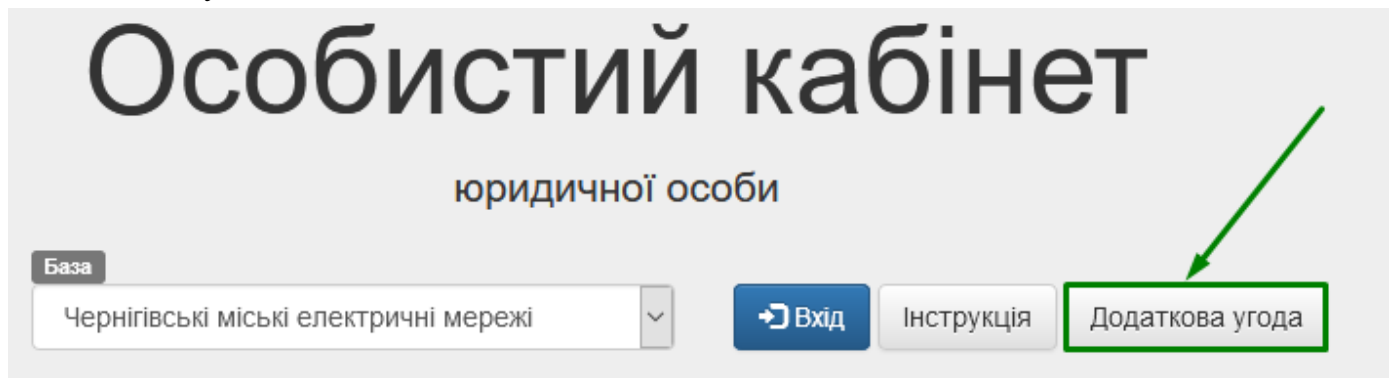 Особистий кабінет
юридичної особи
База
Чернігівські міські електричні мережі
Вхід
Інструкція
Додаткова угода